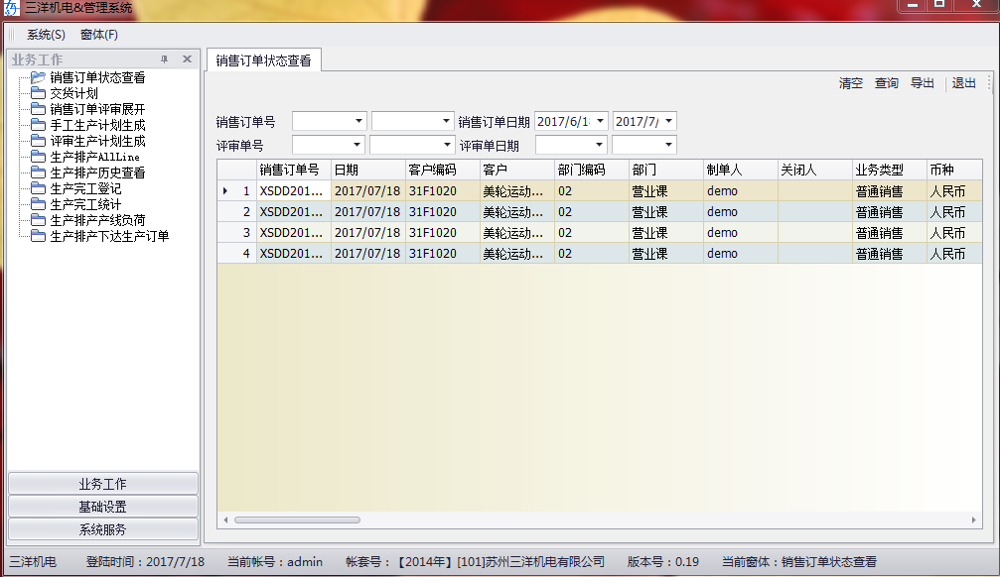 三洋机电&管理系统
系统(S) 窗体(F)
业务工作
销售订单状态查看
交货计划
销售订单评审展开
手工生产计划生成
评审生产计划生成
生产排产AllLine
生产排产历史查看
生产完工登记
生产完工统计
生产排产产线负荷
生产排产下达生产订单
业务工作
基础设置
系统服务
销售订单状态查看
清空 查询 导出 退出
销售订单号 销售订单日期 2017/6/1 2017/7/
评审单号 评审单日期
销售订单号 日期 客户编码 客户 部门编码 部门 制单人 关闭人 业务类型 币种
1 XSDD201... 2017/07/18 31F1020 美轮运动... 02 营业课 demo 普通销售 人民币
2 XSDD201... 2017/07/18 31F1020 美轮运动... 02 营业课 demo 普通销售 人民币
3 XSDD201... 2017/07/18 31F1020 美轮运动... 02 营业课 demo 普通销售 人民币
4 XSDD201... 2017/07/18 31F1020 美轮运动... 02 营业课 demo 普通销售 人民币
三洋机电 登陆时间：2017/7/18 当前帐号：admin 帐套号：【2014年】[101]苏州三洋机电有限公司 版本号：0.19 当前窗体：销售订单状态查看